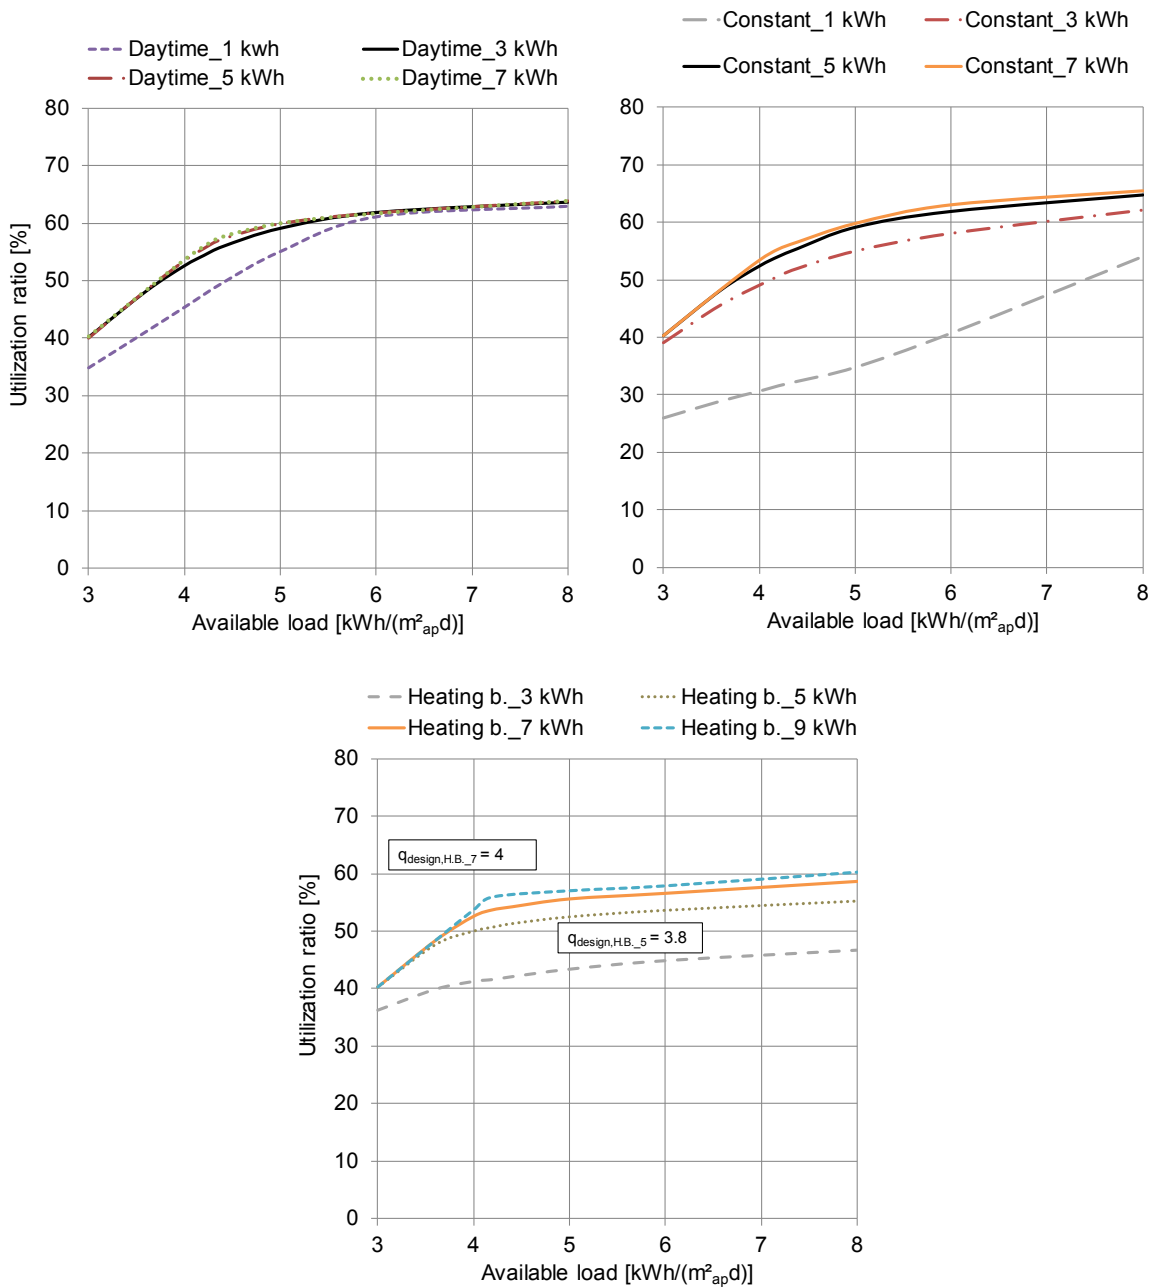 Daytime_1 kwh
Daytime_3 kWh
Daytime_5 kWh
Daytime_7 kWh
80
70
60
50
40
30
20
10
0
3 4 5 6 7 8
Utilization ratio [%]
Available load [kWh/(m²apd)]
Constant_1 kWh
Constant_3 kWh
Constant_5 kWh
Constant_7 kWh
80
70
60
50
40
30
20
10
0
3 4 5 6 7 8
Available load [kWh/(m²apd)]
Heating b._3 kWh
Heating b._5 kWh
Heating b._7 kWh
Heating b._9 kWh
80
70
60
50
40
30
20
10
0
qdesign,H.B._7 = 4
qdesign,H.B._5 = 3.8
3 4 5 6 7 8
Utilization ratio [%]
Available load [kWh/(m²apd)]